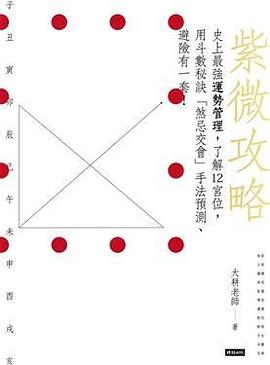 紫微攻略
史上最強運勢管理，了解12宮位，
用斗數秘訣「煞忌交會」手法預測、
避險有一套！
大耕老師──著
子丑寅卯辰巳午未申酉戌亥